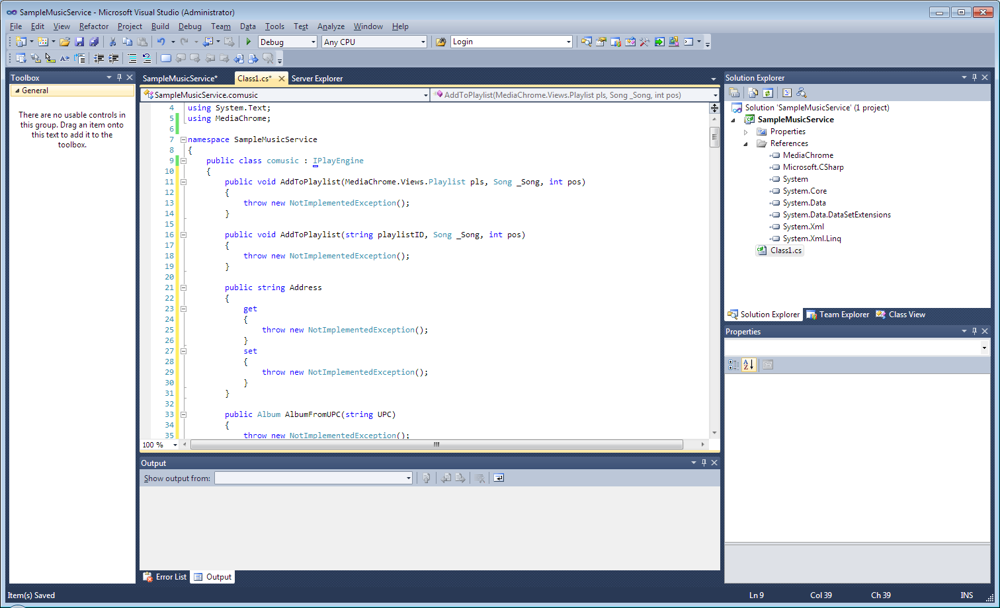 SampleMusicService - Microsoft Visual Studio (Administrator)
File Edit View Refactor Project Build Debug Team Data Tools Test Analyze Window Help
Debug Any CPU Login
Toolbox
General
There are no usable controls in
this group. Drag an item onto
this text to add it to the
toolbox.
SampleMusicService* Class1.cs* Server Explorer
SampleMusicService.comusic AddToPlaylist(MediaChrome.Views.Playlist pls, Song _Song, int pos)
4 using System.Text;
5 using MediaChrome;
6
7 namespace SampleMusicService
8 {
9 public class comusic : IPlayEngine
10 {
11 public void AddToPlaylist(MediaChrome.Views.Playlist pls, Song _Song, int pos)
12 {
13 throw new NotImplementedException();
14 }
15
16 public void AddToPlaylist(string playlistID, Song _Song, int pos)
17 {
18 throw new NotImplementedException();
19 }
20
21 public string Address
22 {
23 get
24 {
25 throw new NotImplementedException();
26 }
27 set
28 {
29 throw new NotImplementedException();
30 }
31 }
32
33 public Album AlbumFromUPC(string UPC)
34 {
35 throw new NotImplementedException();
100 %
Output
Show output from:
Error List Output
Solution Explorer
Solution 'SampleMusicService' (1 project)
SampleMusicService
Properties
References
MediaChrome
Microsoft.CSharp
System
System.Core
System.Data
System.Data.DataSetExtensions
System.Xml
System.Xml.Linq
Class1.cs
Solution Explorer Team Explorer Class View
Properties
Item(s) Saved Ln 9 Col 39 Ch 39 INS